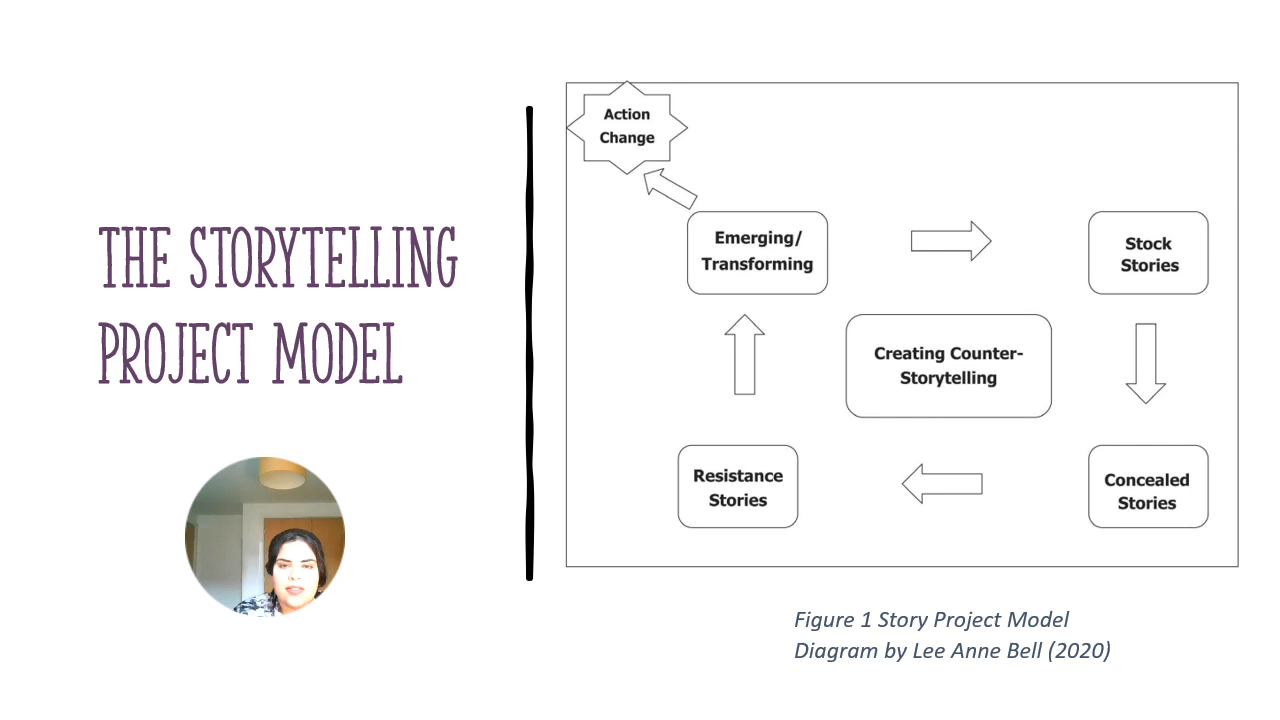 THE STORYTELLING
PROJECT MODEL
Action
Change
Emerging/
Transforming
Stock
Stories
Creating Counter-
Storytelling
Resistance
Stories
Concealed
Stories
Figure 1 Story Project Model
Diagram by Lee Anne Bell (2020)